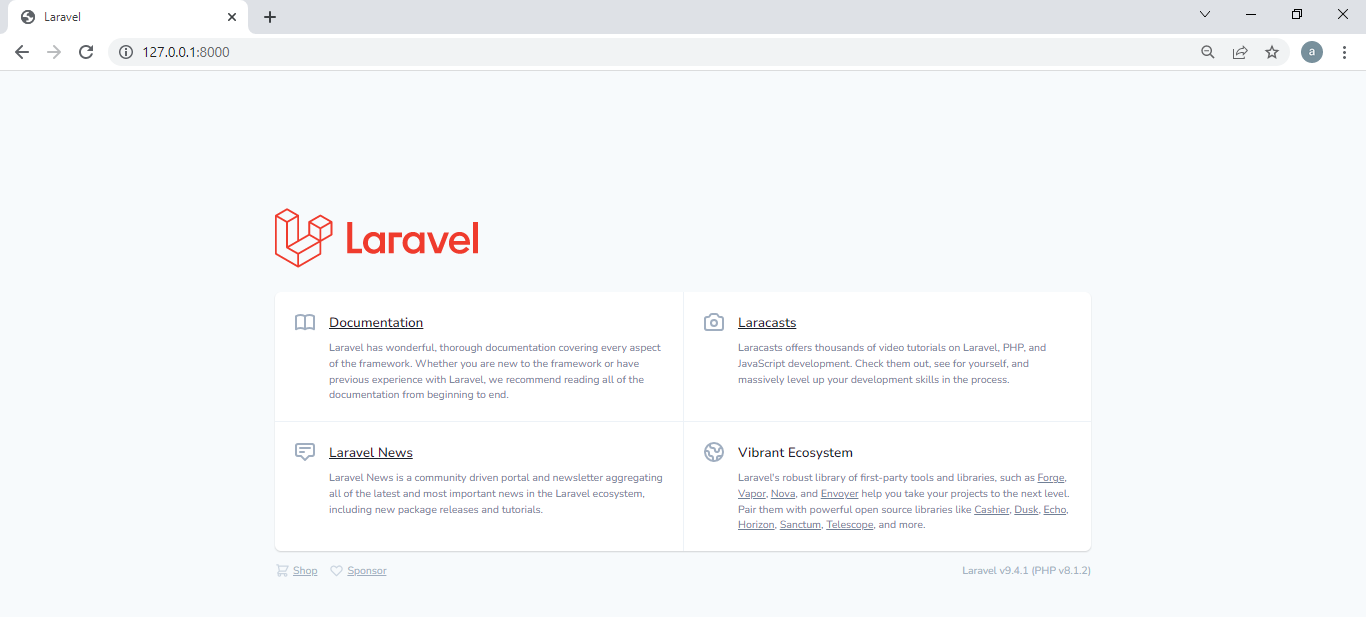 Laravel
127.0.0.1:8000
a
Laravel
Documentation
Laravel has wonderful, thorough documentation covering every aspect
of the framework. Whether you are new to the framework or have
previous experience with Laravel, we recommend reading all of the
documentation from beginning to end.
Laracasts
Laracasts offers thousands of video tutorials on Laravel, PHP, and
JavaScript development. Check them out, see for yourself, and
massively level up your development skills in the process.
Laravel News
Laravel News is a community driven portal and newsletter aggregating
all of the latest and most important news in the Laravel ecosystem,
including new package releases and tutorials.
Vibrant Ecosystem
Laravel's robust library of first-party tools and libraries, such as Forge,
Vapor, Nova, and Envoyer help you take your projects to the next level.
Pair them with powerful open source libraries like Cashier, Dusk, Echo,
Horizon, Sanctum, Telescope, and more.
Shop Sponsor
Laravel v9.4.1 (PHP v8.1.2)